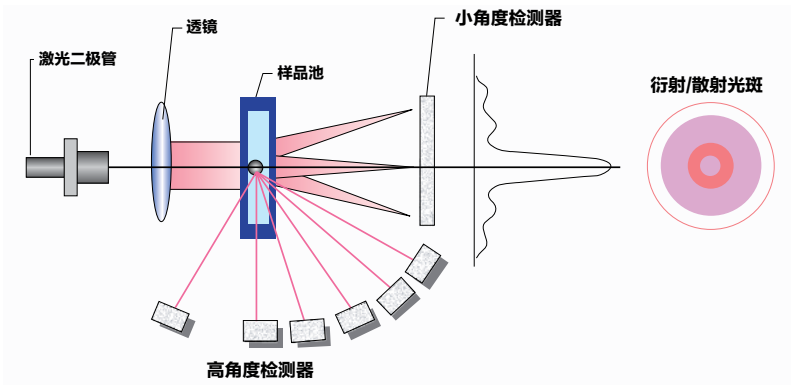 小角度检测器
透镜
激光二极管
样品池
衍射/散射光斑
高角度检测器